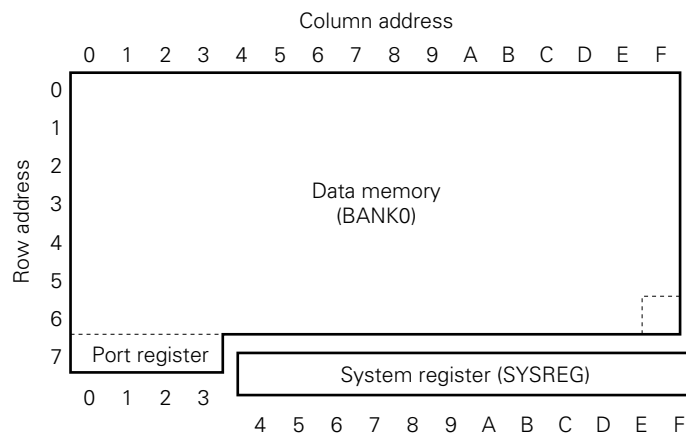 Column address
0 1 2 3 4 5 6 7 8 9 A B C D E F
Row address
0
1
2
3
4
5
6
7
Data memory
(BANK0)
Port register
System register (SYSREG)
0 1 2 3
4 5 6 7 8 9 A B C D E F